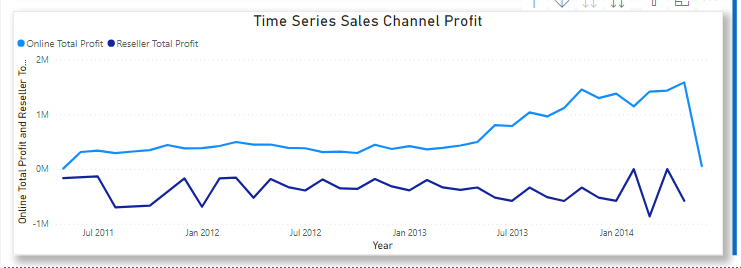 Time Series Sales Channel Profit
Online Total Profit Reseller Total Profit
Online Total Profit and Reseller To...
2M
1M
0M
-1M
Jul 2011 Jan 2012 Jul 2012 Jan 2013 Jul 2013 Jan 2014
Year